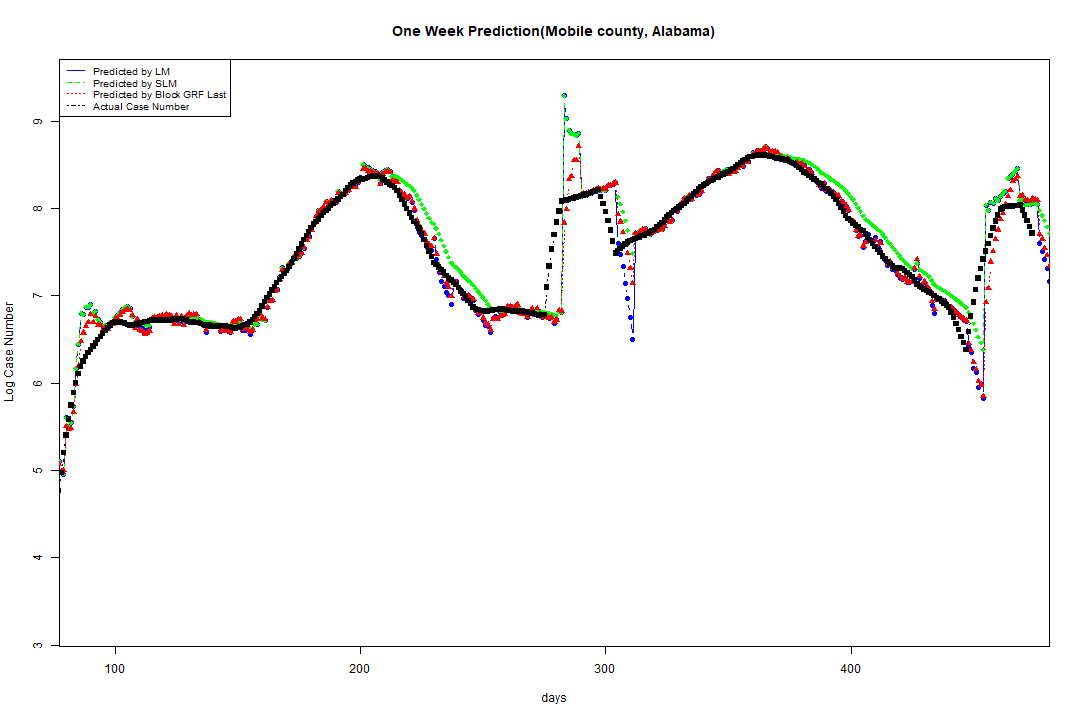 One Week Prediction(Mobile county, Alabama)
Predicted by LM
Predicted by SLM
Predicted by Block GRF Last
Actual Case Number
9
8
7
6
5
4
3
Log Case Number
100 200 300 400
days